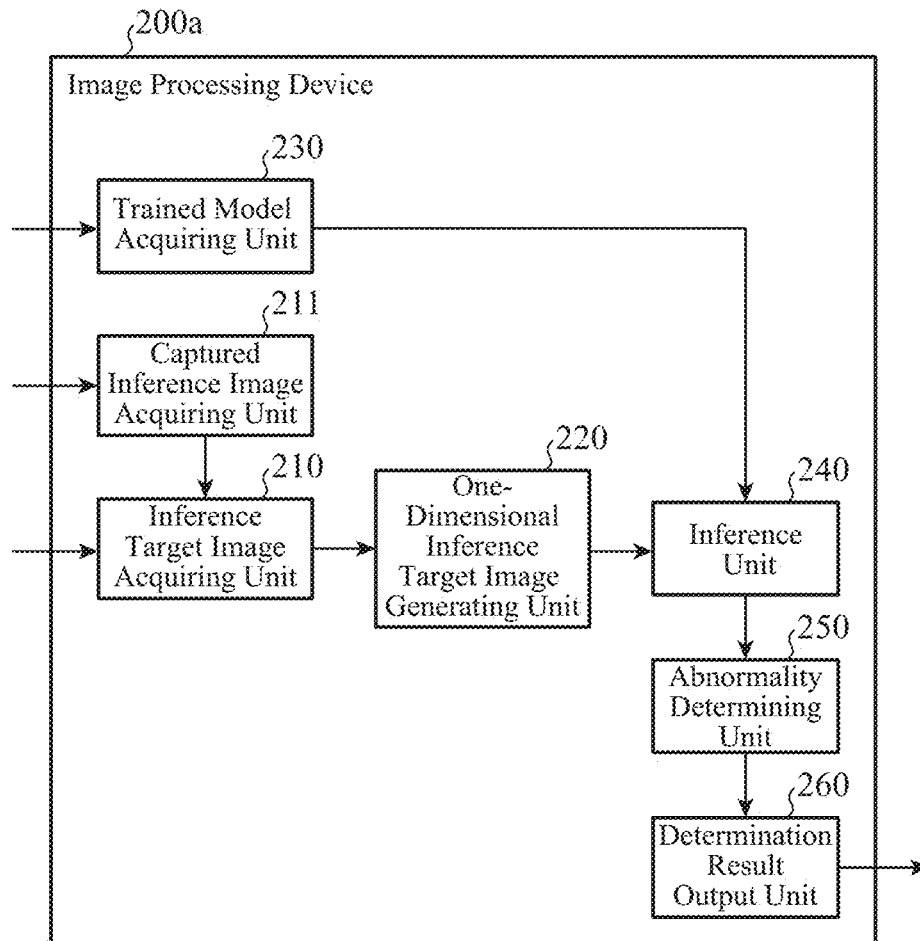 200a
Image Processing Device
230
Trained Model
Acquiring Unit
211
Captured
Inference Image
Acquiring Unit
210
Inference
Target Image
Acquiring Unit
220
One-
Dimensional
Inference
Target Image
Generating Unit
240
Inference
Unit
250
Abnormality
Determining
Unit
260
Determination
Result
Output Unit